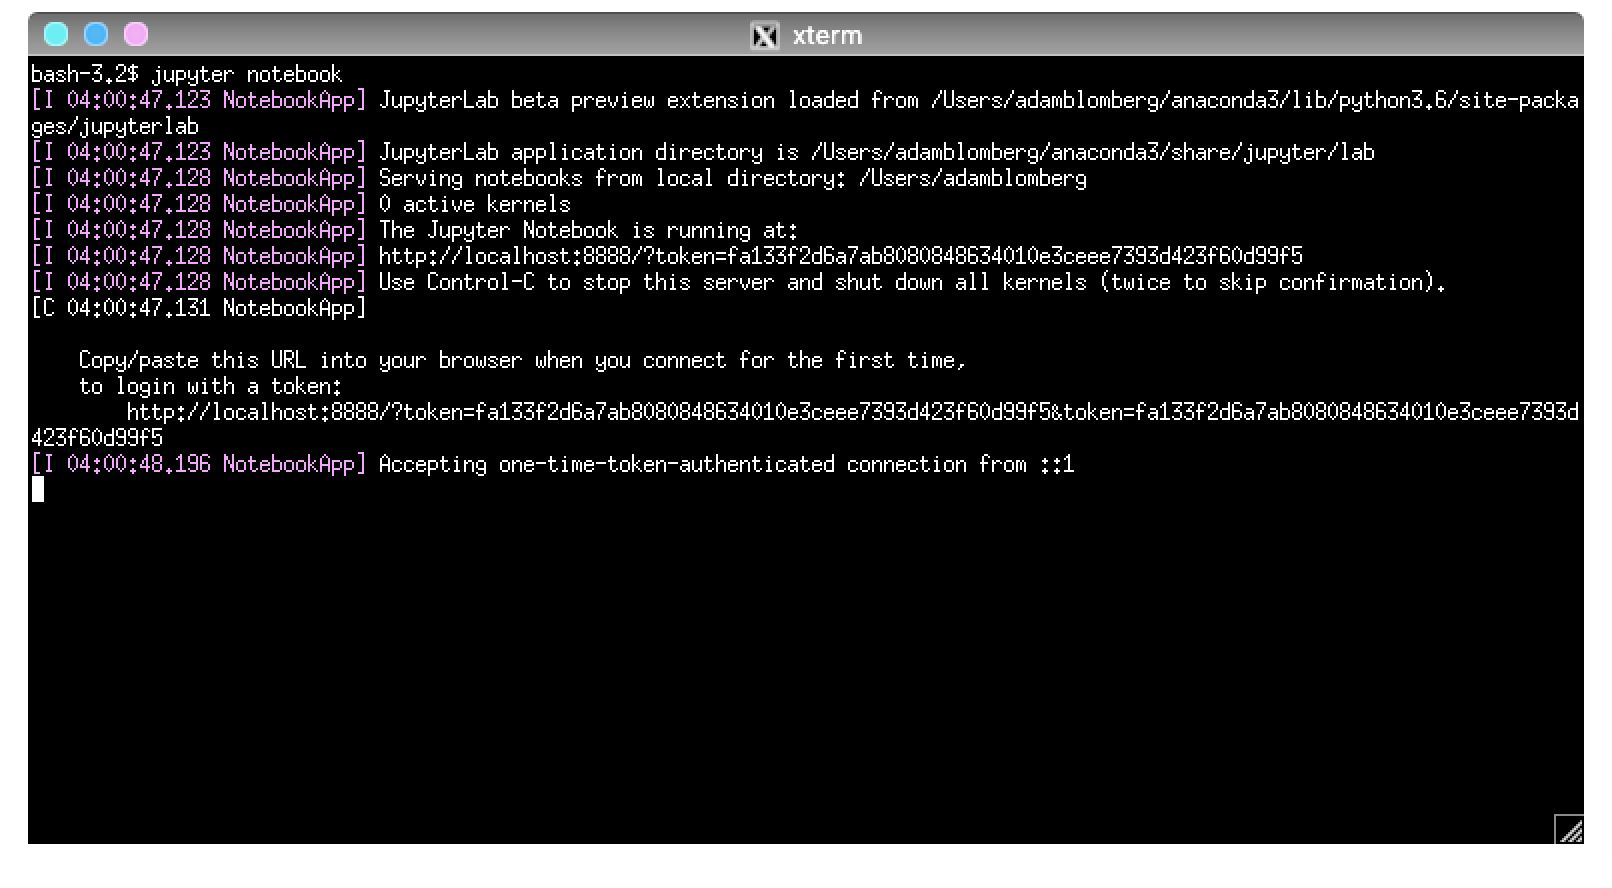 xterm
bash-3.2$ jupyter notebook
[I 04:00:47.123 NotebookApp] JupyterLab beta preview extension loaded from /Users/adamblomberg/anaconda3/lib/python3.6/site-packa
ges/jupyterlab
[I 04:00:47.123 NotebookApp] JupyterLab application directory is /Users/adamblomberg/anaconda3/share/jupyter/lab
[I 04:00:47.128 NotebookApp] Serving notebooks from local directory: /Users/adamblomberg
[I 04:00:47.128 NotebookApp] 0 active kernels
[I 04:00:47.128 NotebookApp] The Jupyter Notebook is running at:
[I 04:00:47.128 NotebookApp] http://localhost:8888/?token=fa133f2d6a7ab8080848634010e3ceee7393d423f60d99f5
[I 04:00:47.128 NotebookApp] Use Control-C to stop this server and shut down all kernels (twice to skip confirmation).
[C 04:00:47.131 NotebookApp]
    Copy/paste this URL into your browser when you connect for the first time,
    to login with a token:
        http://localhost:8888/?token=fa133f2d6a7ab8080848634010e3ceee7393d423f60d99f5&token=fa133f2d6a7ab8080848634010e3ceee7393d
423f60d99f5
[I 04:00:48.196 NotebookApp] Accepting one-time-token-authenticated connection from ::1